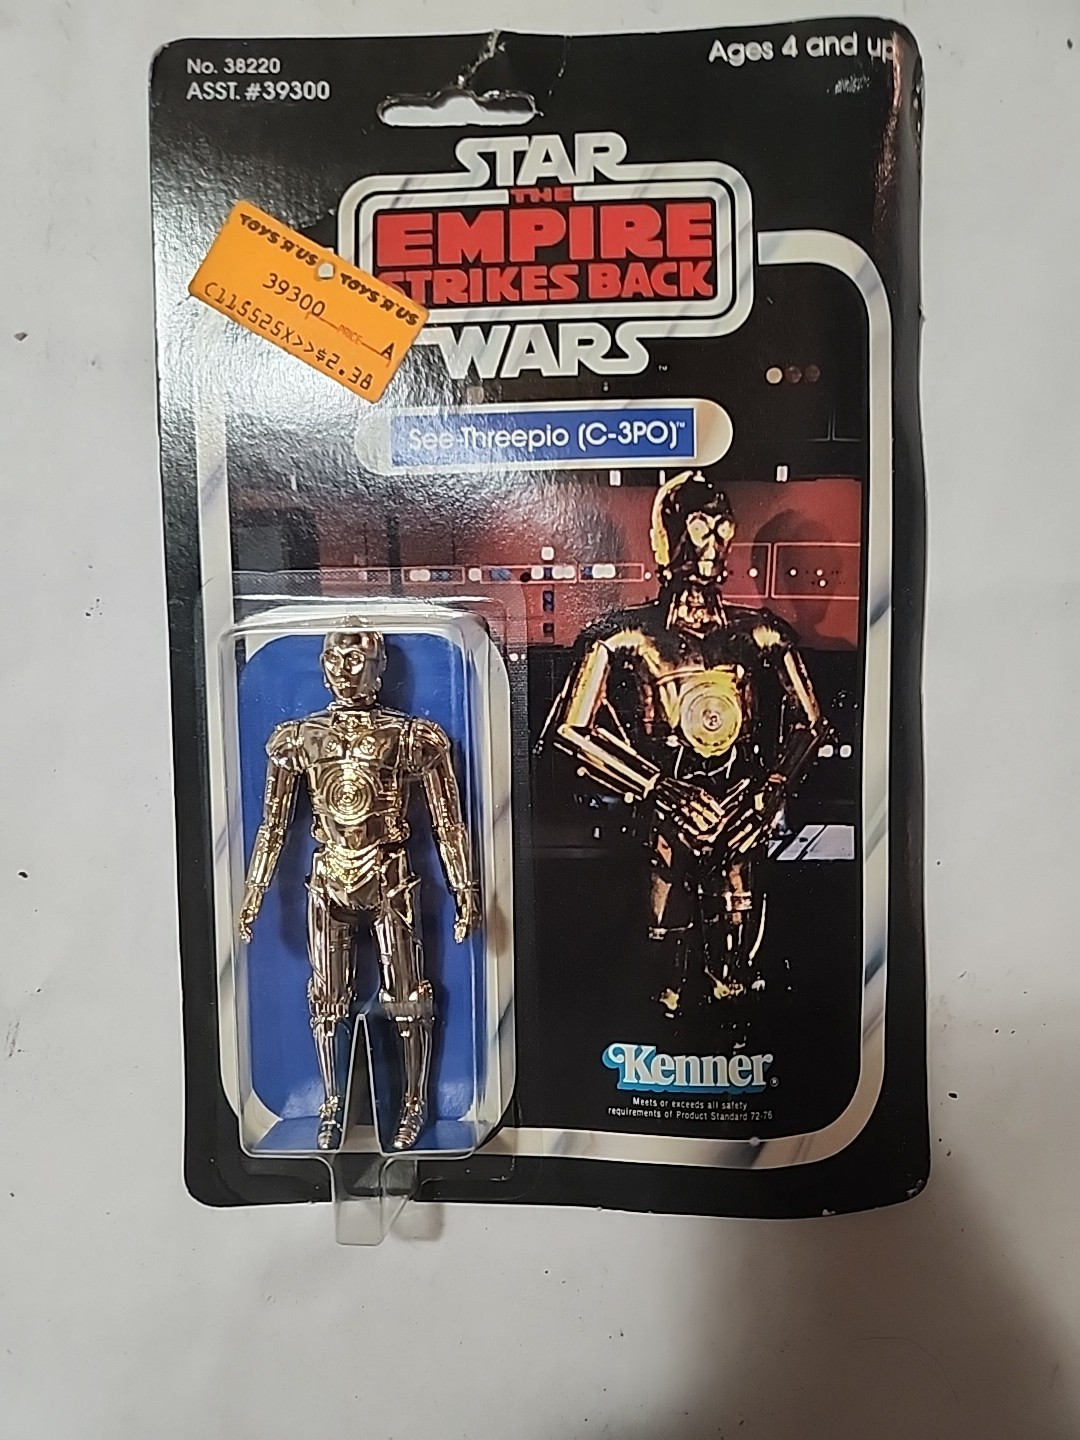 No. 38220
ASST. #39300
Ages 4 and up
STAR
THE
EMPIRE
STRIKES BACK
WARS
™
TOYS "R" US TOYS "R" US
39300 PRICE A
C115525X>>$2.38
See-Threepio (C-3PO)™
Kenner®
Meets or exceeds all safety
requirements of Product Standard 72-76